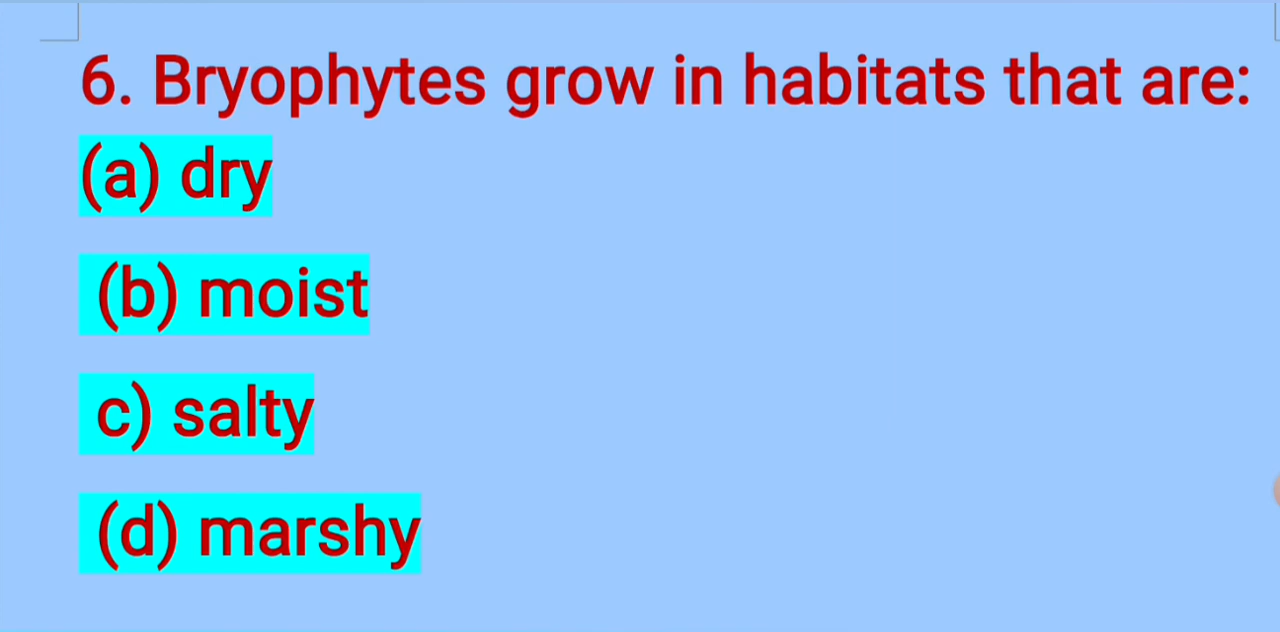 6. Bryophytes grow in habitats that are:
(a) dry
(b) moist
c) salty
(d) marshy